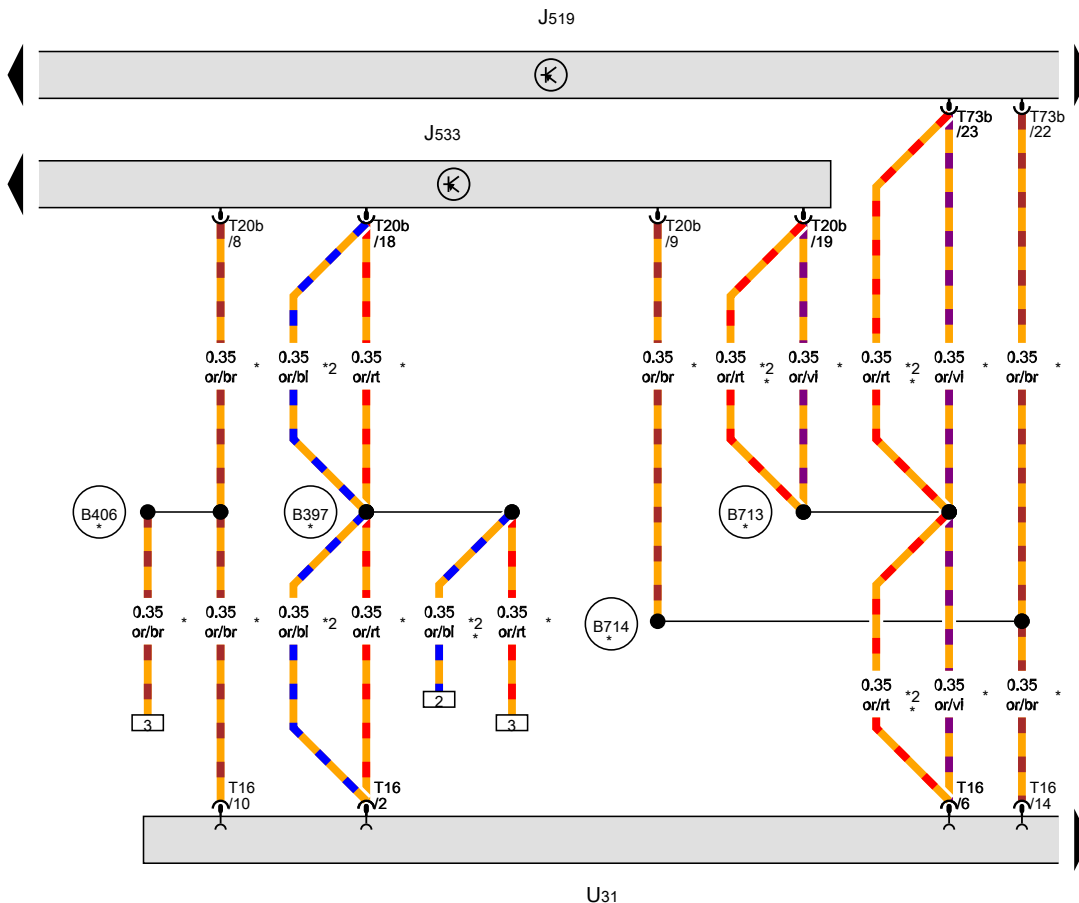 J519
T73b
/23
T73b
/22
J533
T20b
/8
T20b
/18
T20b
/9
T20b
/19
0.35
or/br
*
0.35
or/bl
*2
0.35
or/rt
*
0.35
or/br
*
0.35
or/rt
*2
*
0.35
or/vi
*
0.35
or/rt
*2
*
0.35
or/vi
*
0.35
or/br
*
B406
*
B397
*
B713
*
0.35
or/br
*
0.35
or/br
*
0.35
or/bl
*2
0.35
or/rt
*
0.35
or/bl
*2
*
0.35
or/rt
*
B714
*
0.35
or/rt
*2
*
0.35
or/vi
*
0.35
or/br
*
3
2
3
T16
/10
T16
/2
T16
/6
T16
/14
U31